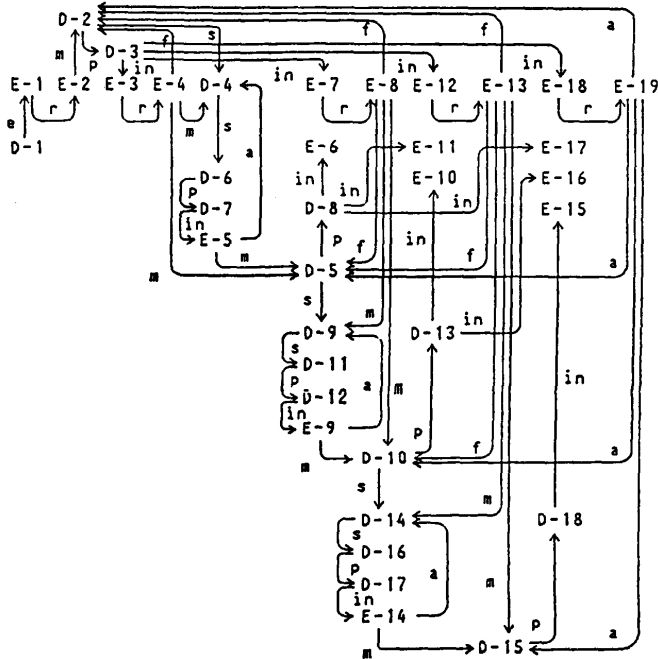 D-2 s f f a
m D-3
p in in in in
E-1 E-2 E-3 E-4 D-4 E-7 E-8 E-12 E-13 E-18 E-19
r r m r r r
e s
D-1 a E-6 E-11 E-17
in in E-10 E-16
D-6
p in E-15
D-7 D-8
in in
E-5 p f f
m D-5 a
m s
m
D-9 D-13 in
s
D-11
p a m in
D-12
in
E-9 p
m D-10 f a
s m
D-14 D-18
s
D-16
p a m
D-17
in
E-14 p a
m D-15